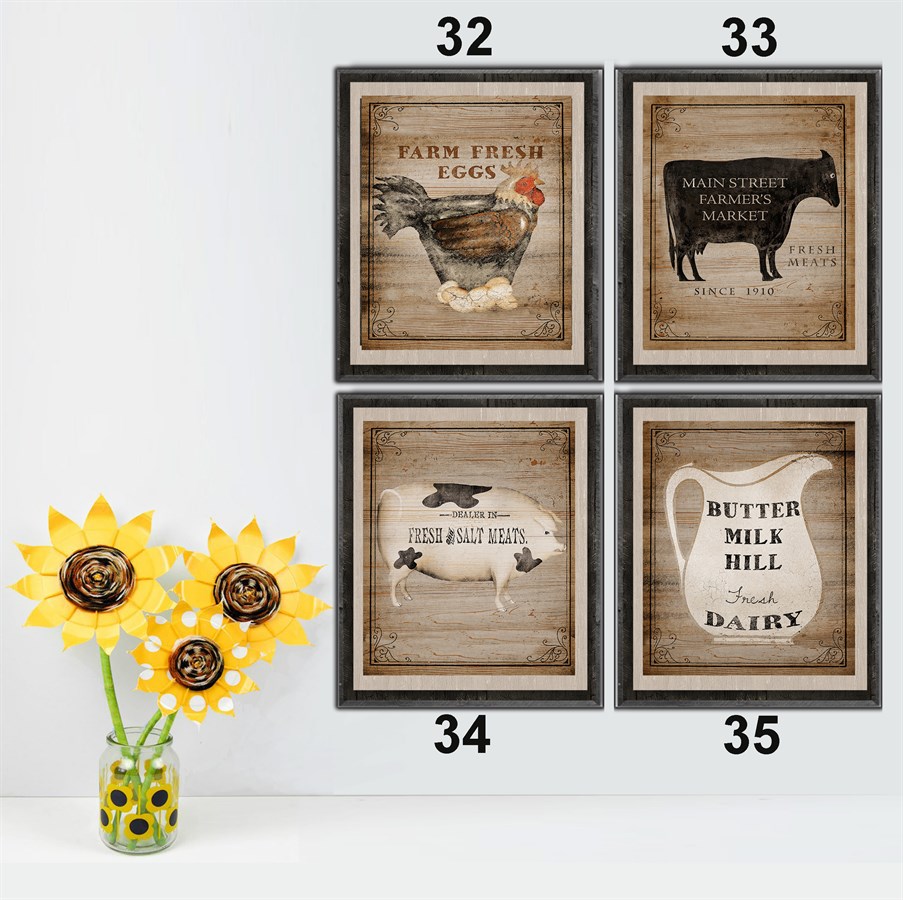 32
33
FARM FRESH
EGGS
MAIN STREET
FARMER'S
MARKET
FRESH
MEATS
SINCE 1910
DEALER IN
FRESH AND SALT MEATS.
BUTTER
MILK
HILL
Fresh
DAIRY
34
35